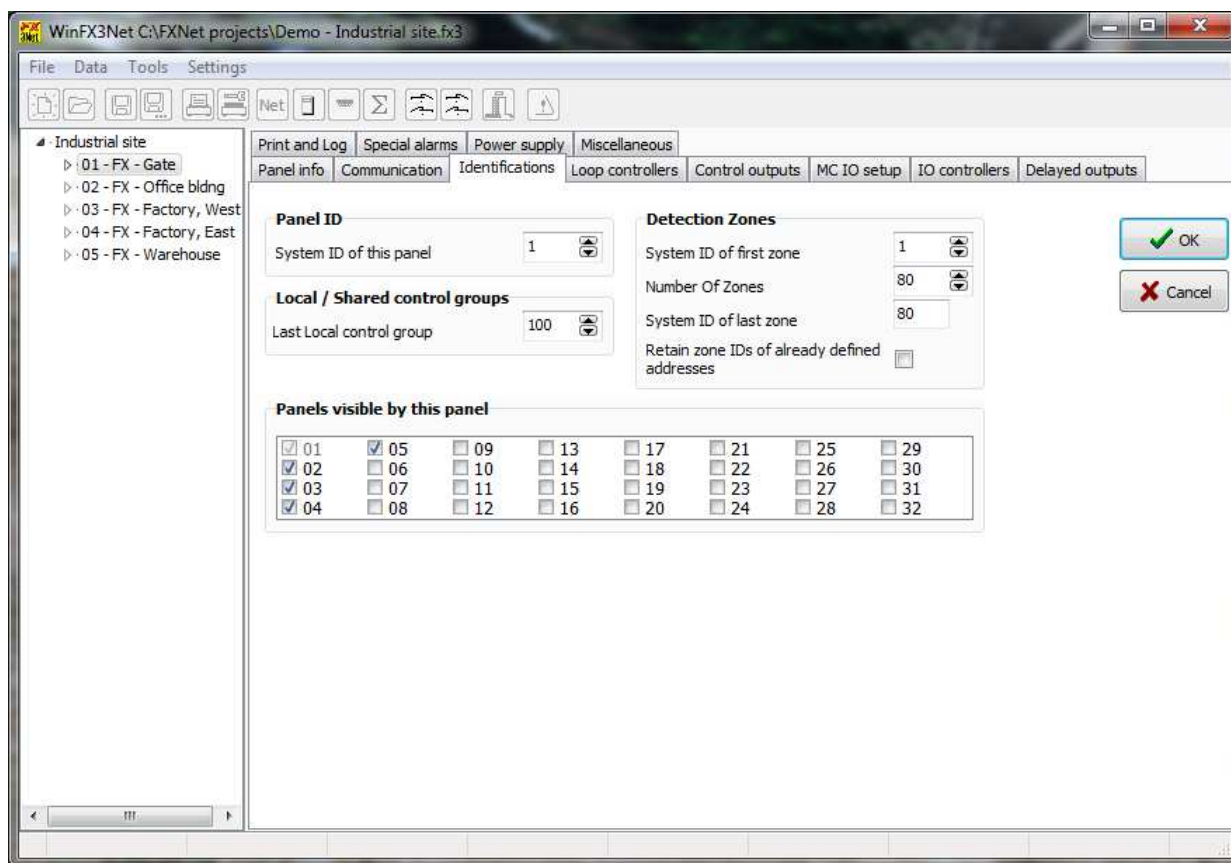 WinFX3Net C:\FXNet projects\Demo - Industrial site.fx3
File Data Tools Settings
Net Σ
Industrial site
01 - FX - Gate
02 - FX - Office bldng
03 - FX - Factory, West
04 - FX - Factory, East
05 - FX - Warehouse
Print and Log Special alarms Power supply Miscellaneous
Panel info Communication Identifications Loop controllers Control outputs MC IO setup IO controllers Delayed outputs
Panel ID
System ID of this panel 1
Local / Shared control groups
Last Local control group 100
Detection Zones
System ID of first zone 1
Number Of Zones 80
System ID of last zone 80
Retain zone IDs of already defined
addresses
OK
Cancel
Panels visible by this panel
01 05 09 13 17 21 25 29
02 06 10 14 18 22 26 30
03 07 11 15 19 23 27 31
04 08 12 16 20 24 28 32